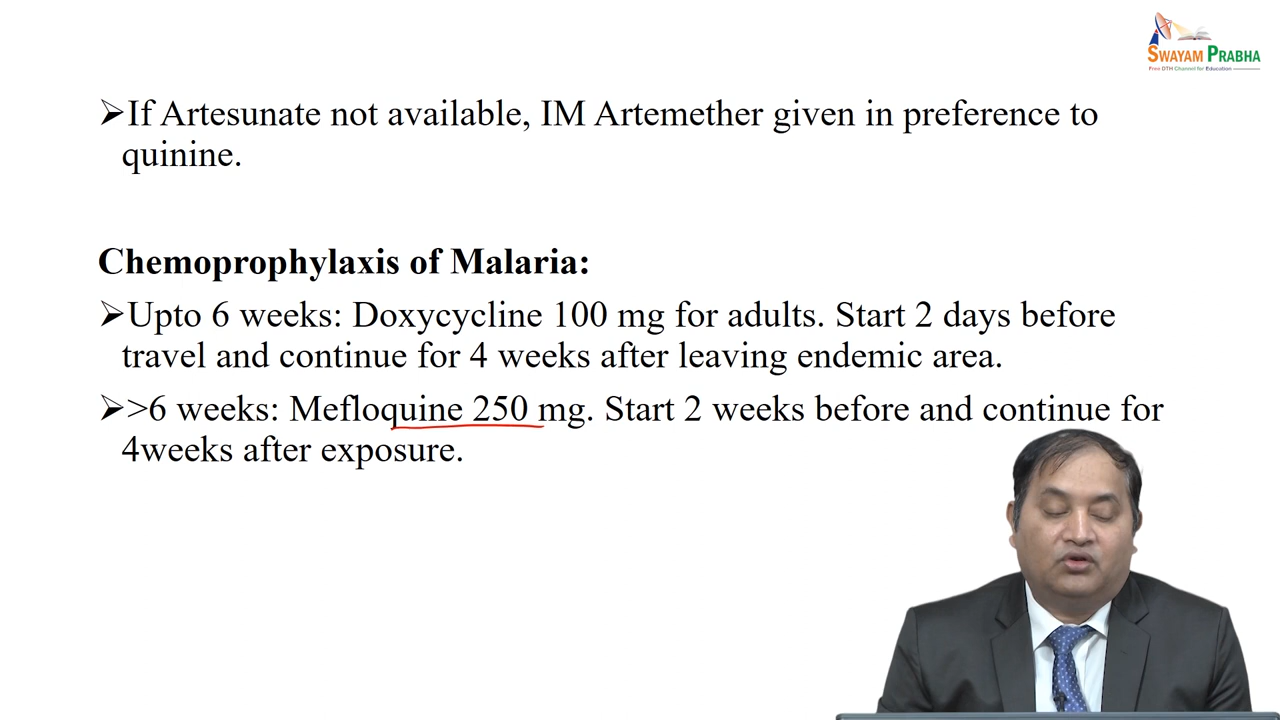 SWAYAM PRABHA
Free DTH Channel for Education
➢If Artesunate not available, IM Artemether given in preference to
quinine.
Chemoprophylaxis of Malaria:
➢Upto 6 weeks: Doxycycline 100 mg for adults. Start 2 days before
travel and continue for 4 weeks after leaving endemic area.
➢>6 weeks: Mefloquine 250 mg. Start 2 weeks before and continue for
4weeks after exposure.